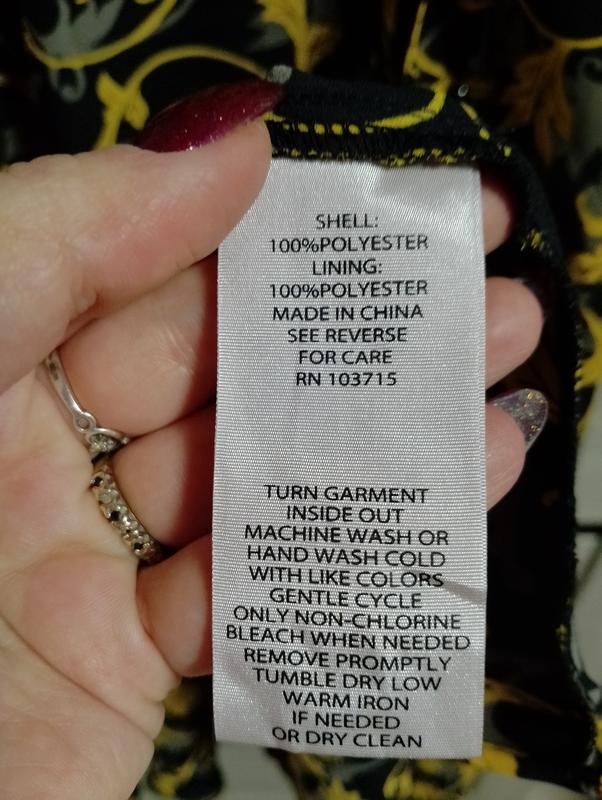 SHELL:
100%POLYESTER
LINING:
100%POLYESTER
MADE IN CHINA
SEE REVERSE
FOR CARE
RN 103715
TURN GARMENT
INSIDE OUT
MACHINE WASH OR
HAND WASH COLD
WITH LIKE COLORS
GENTLE CYCLE
ONLY NON-CHLORINE
BLEACH WHEN NEEDED
REMOVE PROMPTLY
TUMBLE DRY LOW
WARM IRON
IF NEEDED
OR DRY CLEAN